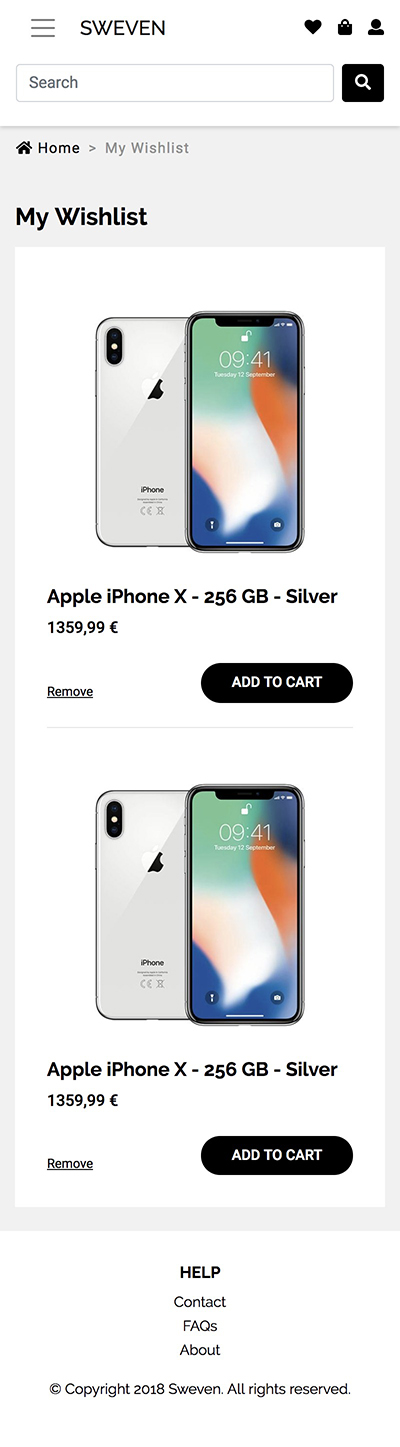 SWEVEN
Search
Home > My Wishlist
My Wishlist
09:41
Tuesday 12 September
iPhone
Apple iPhone X - 256 GB - Silver
1359,99 €
Remove
ADD TO CART
09:41
Tuesday 12 September
iPhone
Apple iPhone X - 256 GB - Silver
1359,99 €
Remove
ADD TO CART
HELP
Contact
FAQs
About
© Copyright 2018 Sweven. All rights reserved.